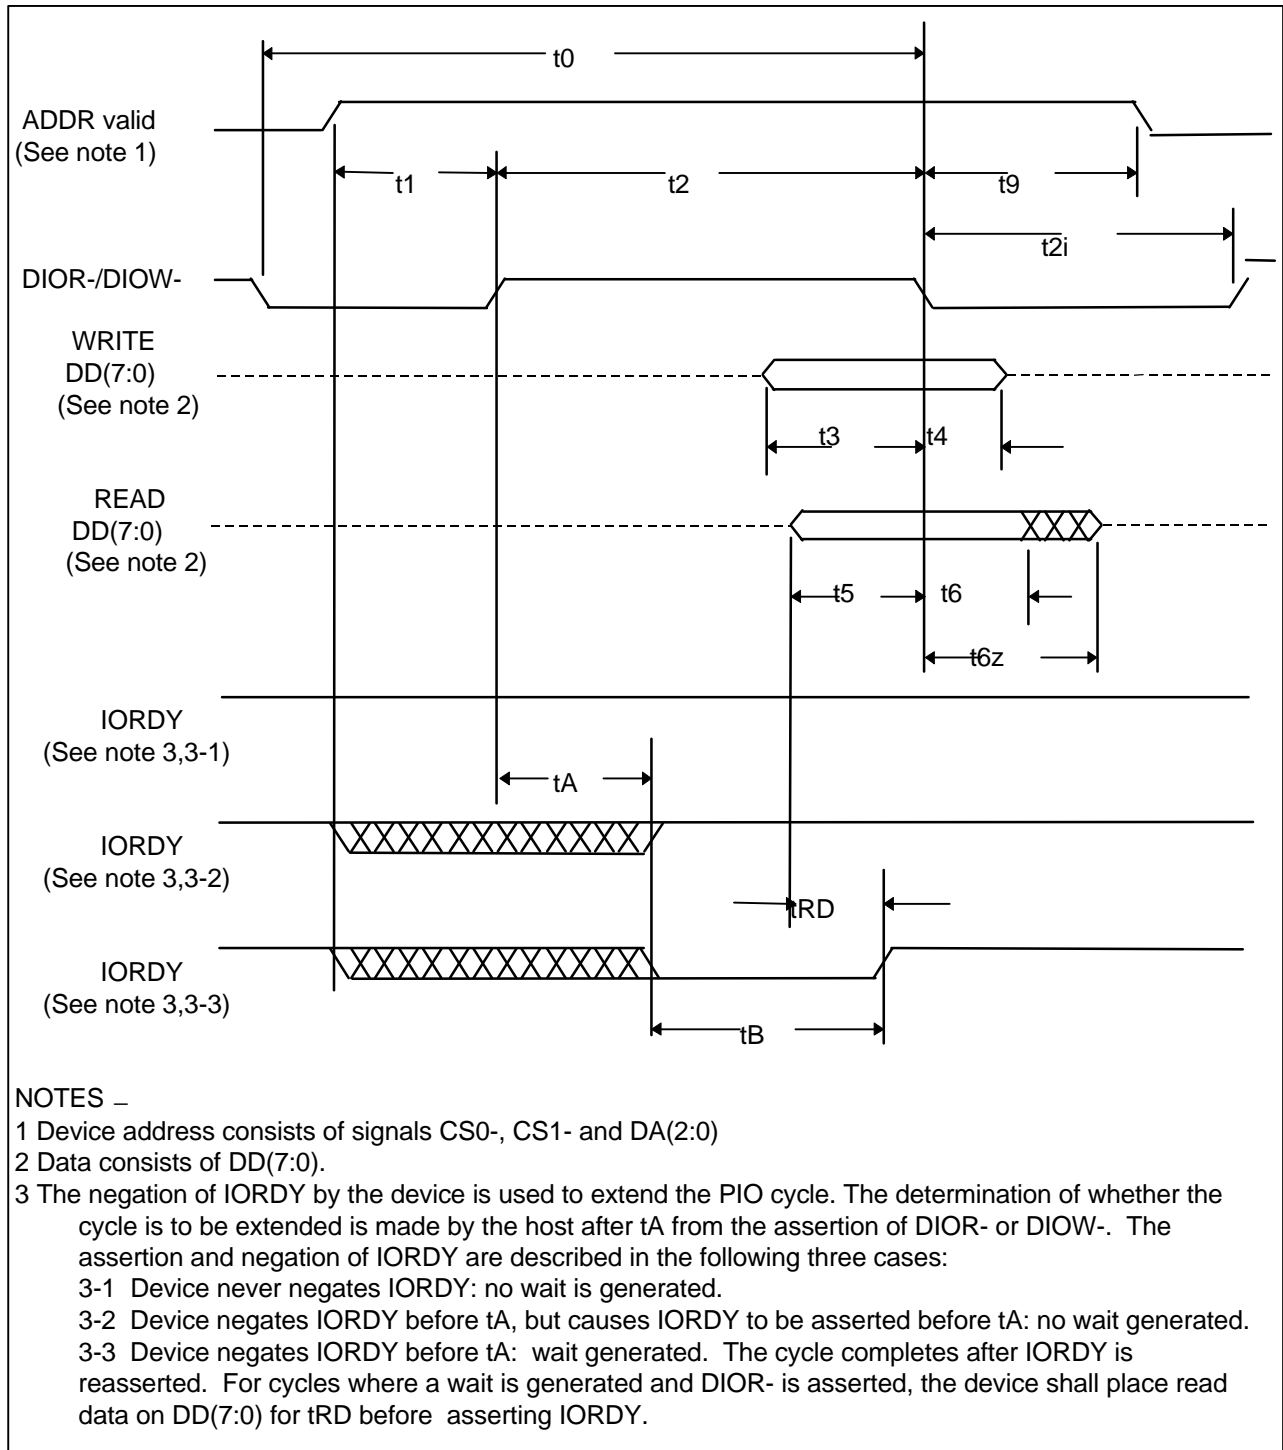 t0
ADDR valid
(See note 1)
t1
t2
t9
t2i
DIOR-/DIOW-
WRITE
DD(7:0)
(See note 2)
t3
t4
READ
DD(7:0)
(See note 2)
t5
t6
t6z
IORDY
(See note 3,3-1)
tA
IORDY
(See note 3,3-2)
tRD
IORDY
(See note 3,3-3)
tB
NOTES –
1 Device address consists of signals CS0-, CS1- and DA(2:0)
2 Data consists of DD(7:0).
3 The negation of IORDY by the device is used to extend the PIO cycle. The determination of whether the
cycle is to be extended is made by the host after tA from the assertion of DIOR- or DIOW-.  The
assertion and negation of IORDY are described in the following three cases:
3-1  Device never negates IORDY: no wait is generated.
3-2  Device negates IORDY before tA, but causes IORDY to be asserted before tA: no wait generated.
3-3  Device negates IORDY before tA:  wait generated.  The cycle completes after IORDY is
reasserted.  For cycles where a wait is generated and DIOR- is asserted, the device shall place read
data on DD(7:0) for tRD before  asserting IORDY.